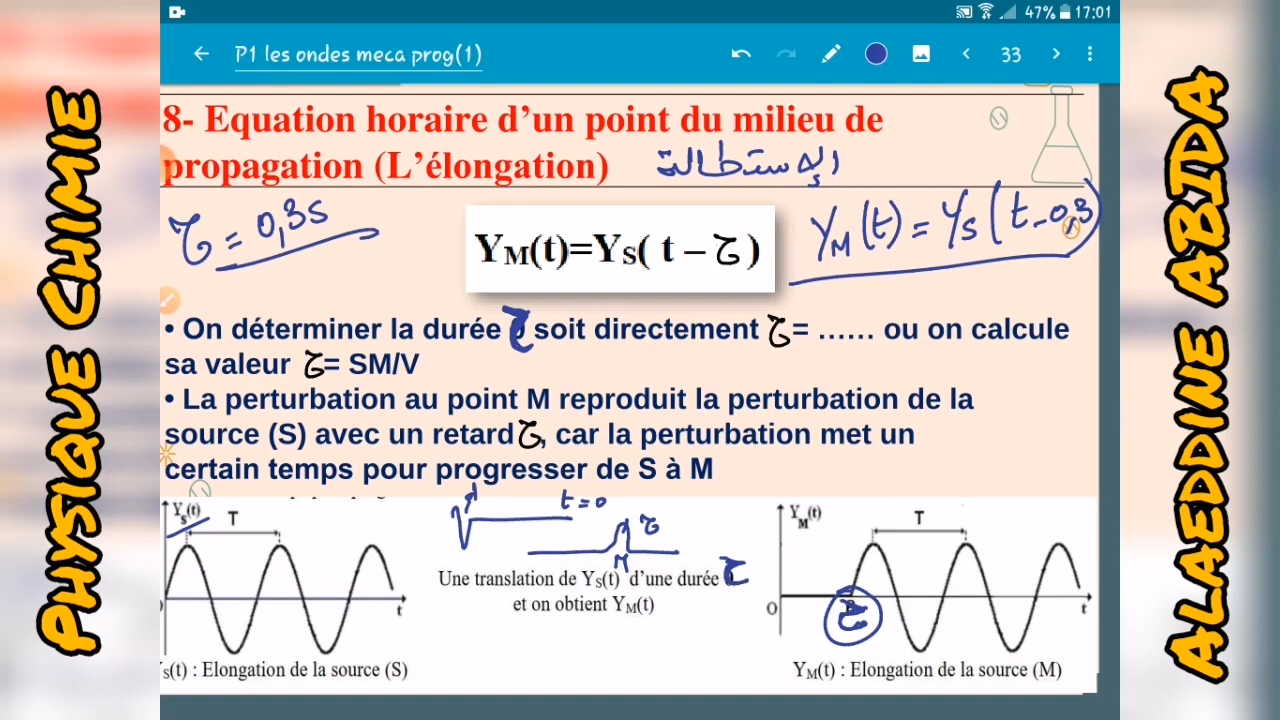 PHYSIQUE CHIMIE
47% 17:01
P1 les ondes meca prog(1)
33
8- Equation horaire d'un point du milieu de
propagation (L'élongation) الإستطالة
τ = 0,3s
YM(t)=YS( t – τ )
YM(t) = YS(t - 0,3)
• On déterminer la durée τ soit directement τ= …… ou on calcule
sa valeur τ= SM/V
• La perturbation au point M reproduit la perturbation de la
source (S) avec un retard τ, car la perturbation met un
certain temps pour progresser de S à M
YS(t)
T
t
YS(t) : Elongation de la source (S)
t = 0
τ
M
Une translation de YS(t) d'une durée τ
et on obtient YM(t)
YM(t)
T
O
τ
t
YM(t) : Elongation de la source (M)
ALAEDDINE ABIDA